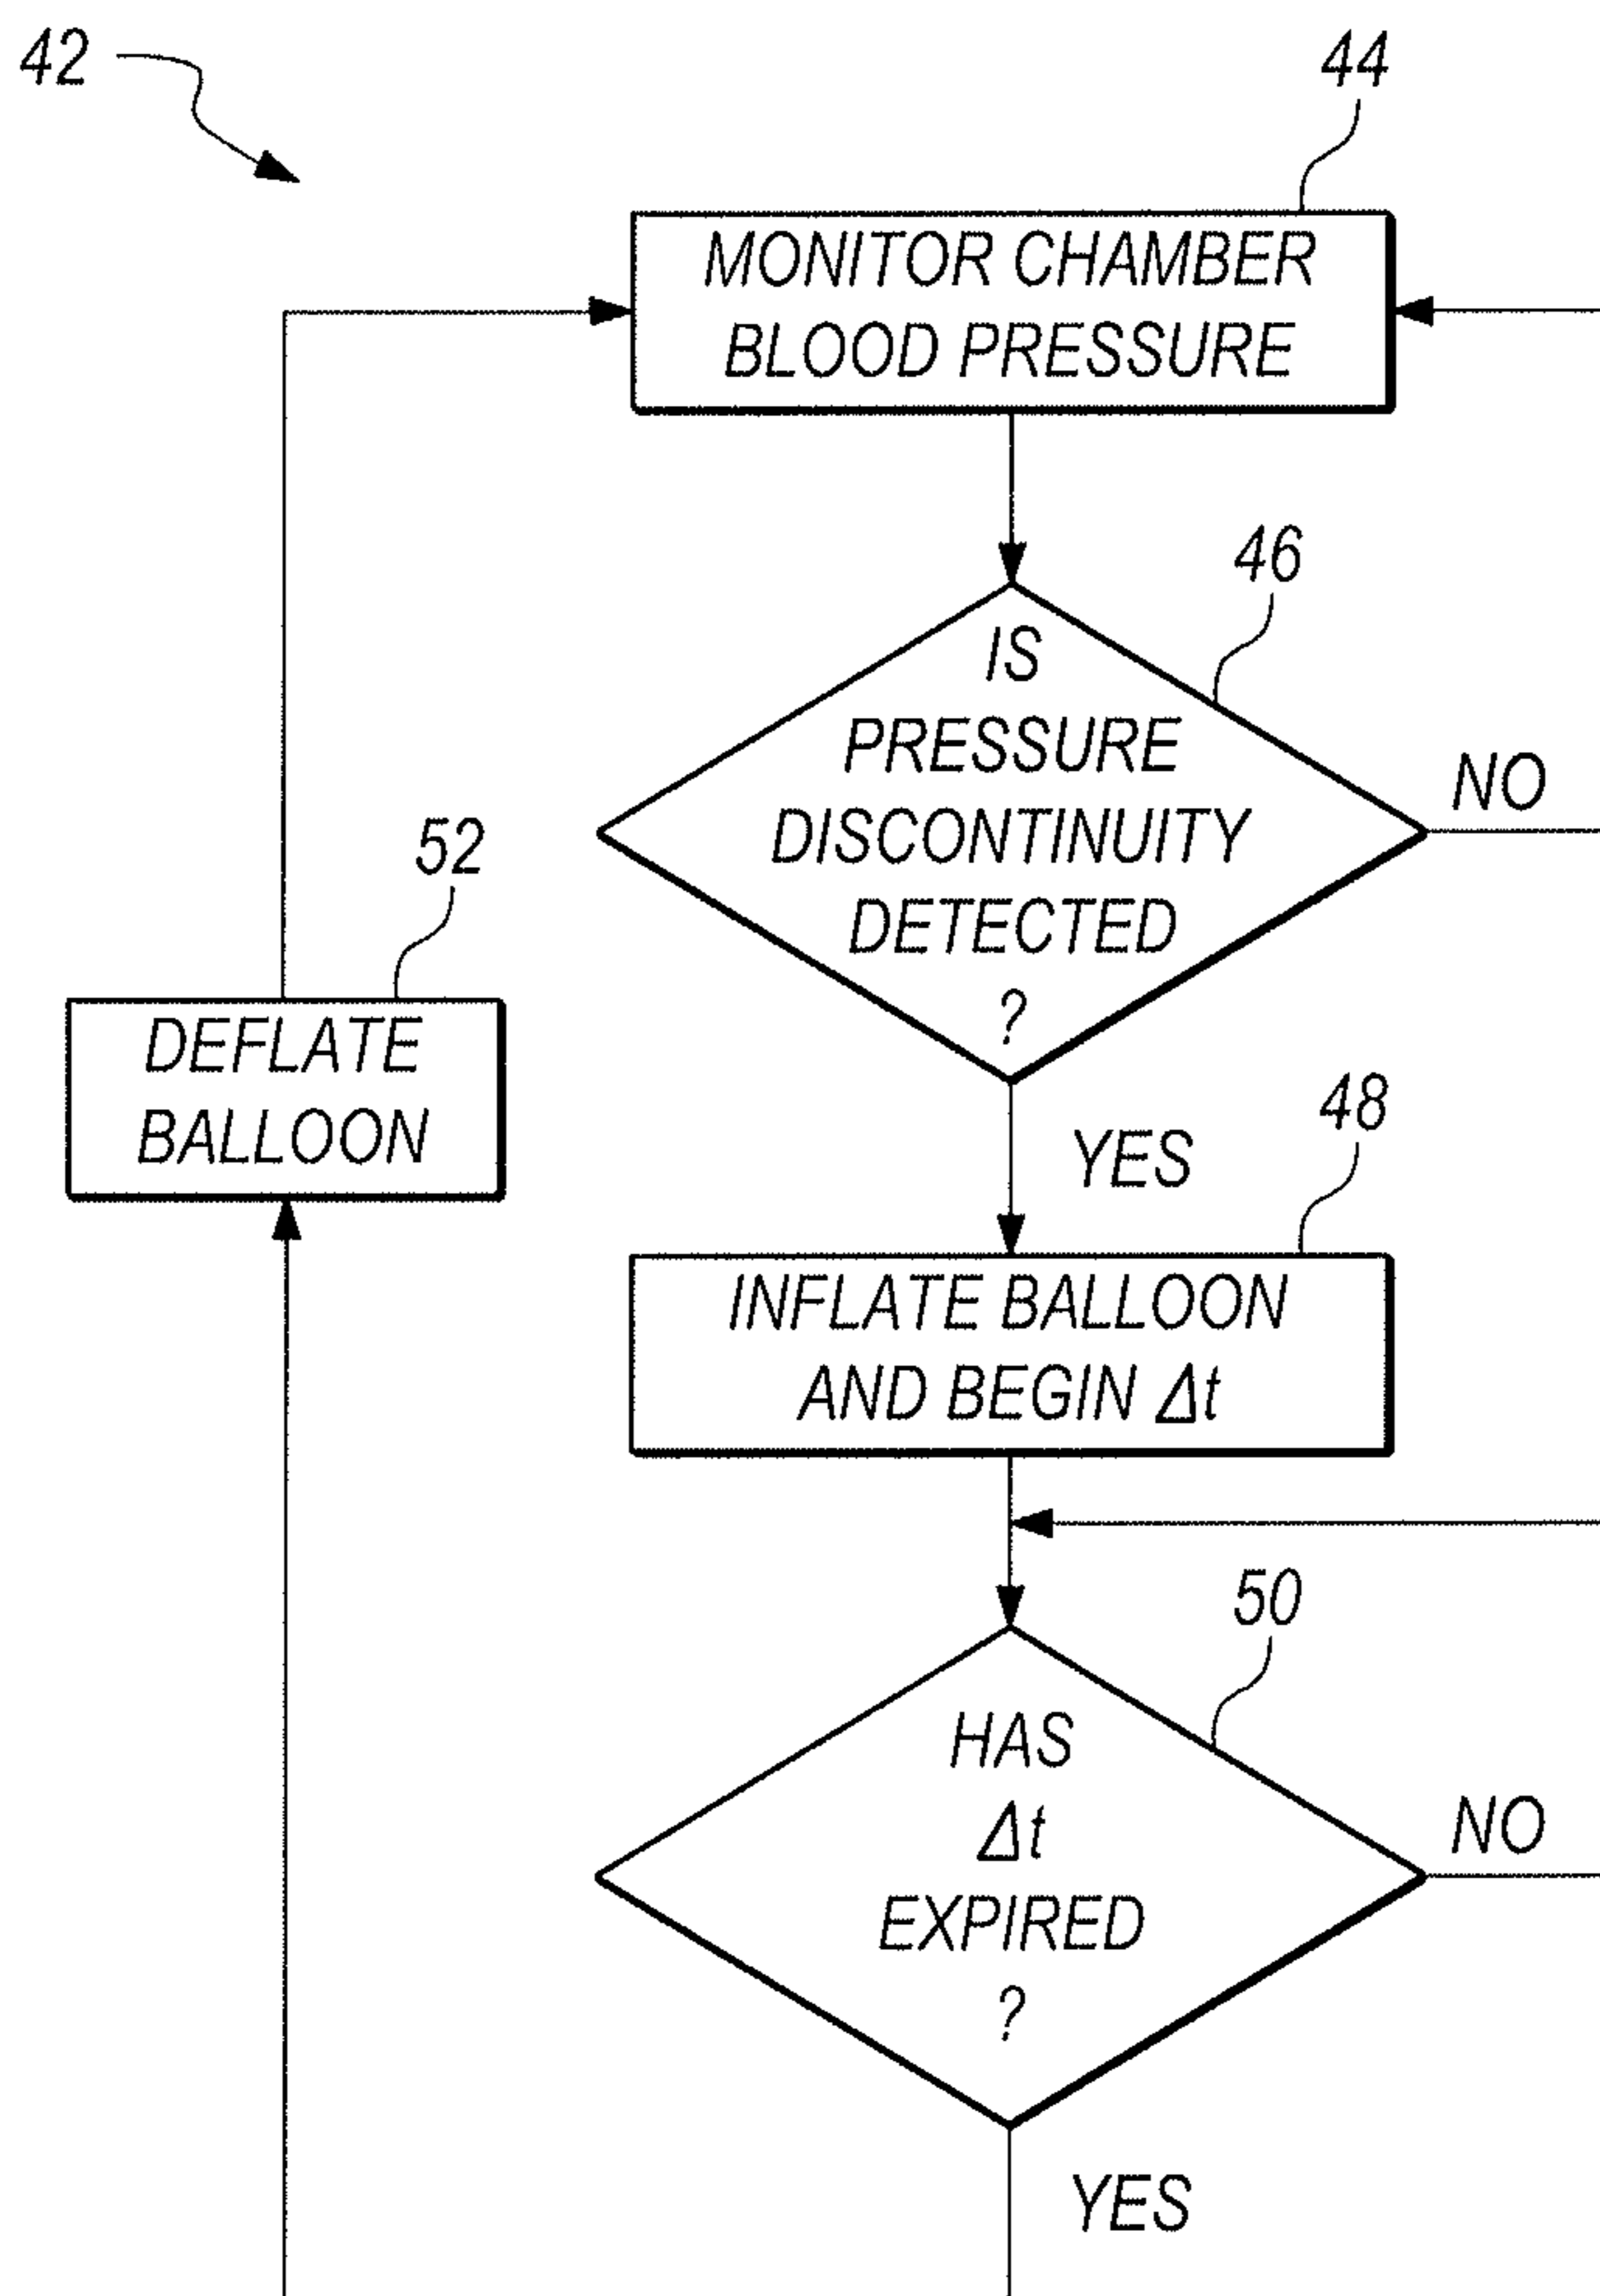 42
44
MONITOR CHAMBER
BLOOD PRESSURE
46
IS
PRESSURE
DISCONTINUITY
DETECTED
?
NO
52
DEFLATE
BALLOON
YES
48
INFLATE BALLOON
AND BEGIN Δt
50
HAS
Δt
EXPIRED
?
NO
YES